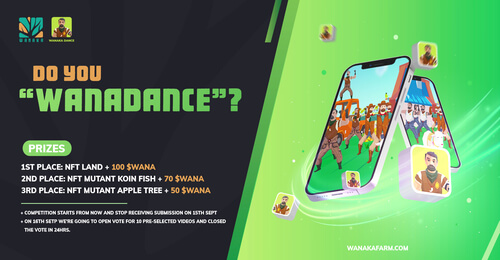 WANAKA
WANAKA DANCE
DO YOU
"WANADANCE"?
PRIZES
1ST PLACE: NFT LAND + 100 $WANA
2ND PLACE: NFT MUTANT KOIN FISH + 70 $WANA
3RD PLACE: NFT MUTANT APPLE TREE + 50 $WANA
• COMPETITION STARTS FROM NOW AND STOP RECEIVING SUBMISSION ON 15TH SEPT
• ON 16TH SETP WE'RE GOING TO OPEN VOTE FOR 10 PRE-SELECTED VIDEOS AND CLOSED
THE VOTE IN 24HRS.
WANAKAFARM.COM